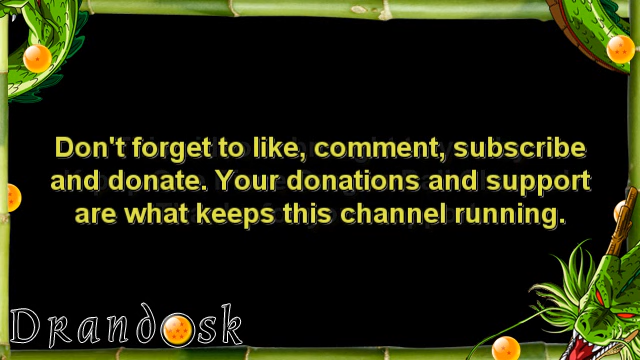 Don't forget to like, comment, subscribe
and donate. Your donations and support
are what keeps this channel running.
Drandosk